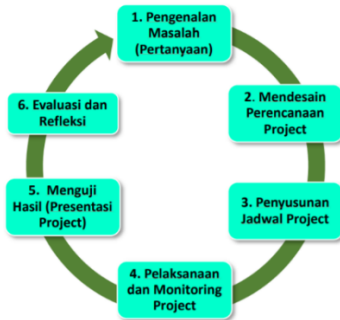 1. Pengenalan
Masalah
(Pertanyaan)
2. Mendesain
Perencanaan
Project
3. Penyusunan
Jadwal Project
4. Pelaksanaan
dan Monitoring
Project
5. Menguji
Hasil (Presentasi
Project)
6. Evaluasi dan
Refleksi